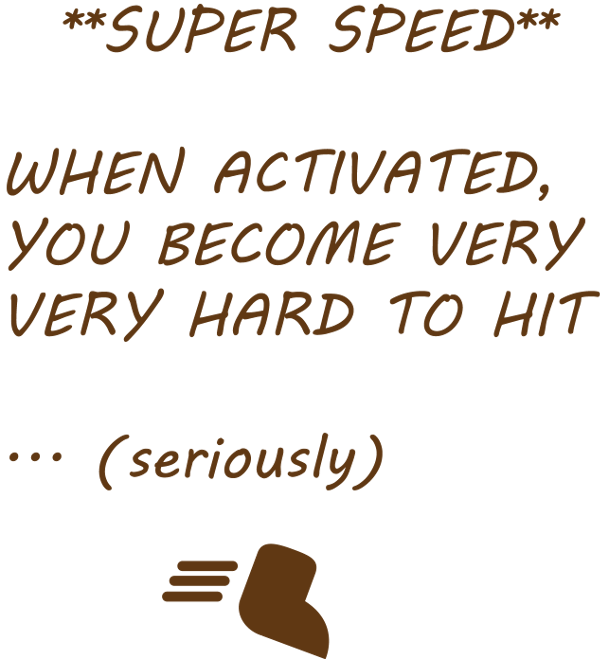 **SUPER SPEED**
WHEN ACTIVATED,
YOU BECOME VERY
VERY HARD TO HIT
... (seriously)